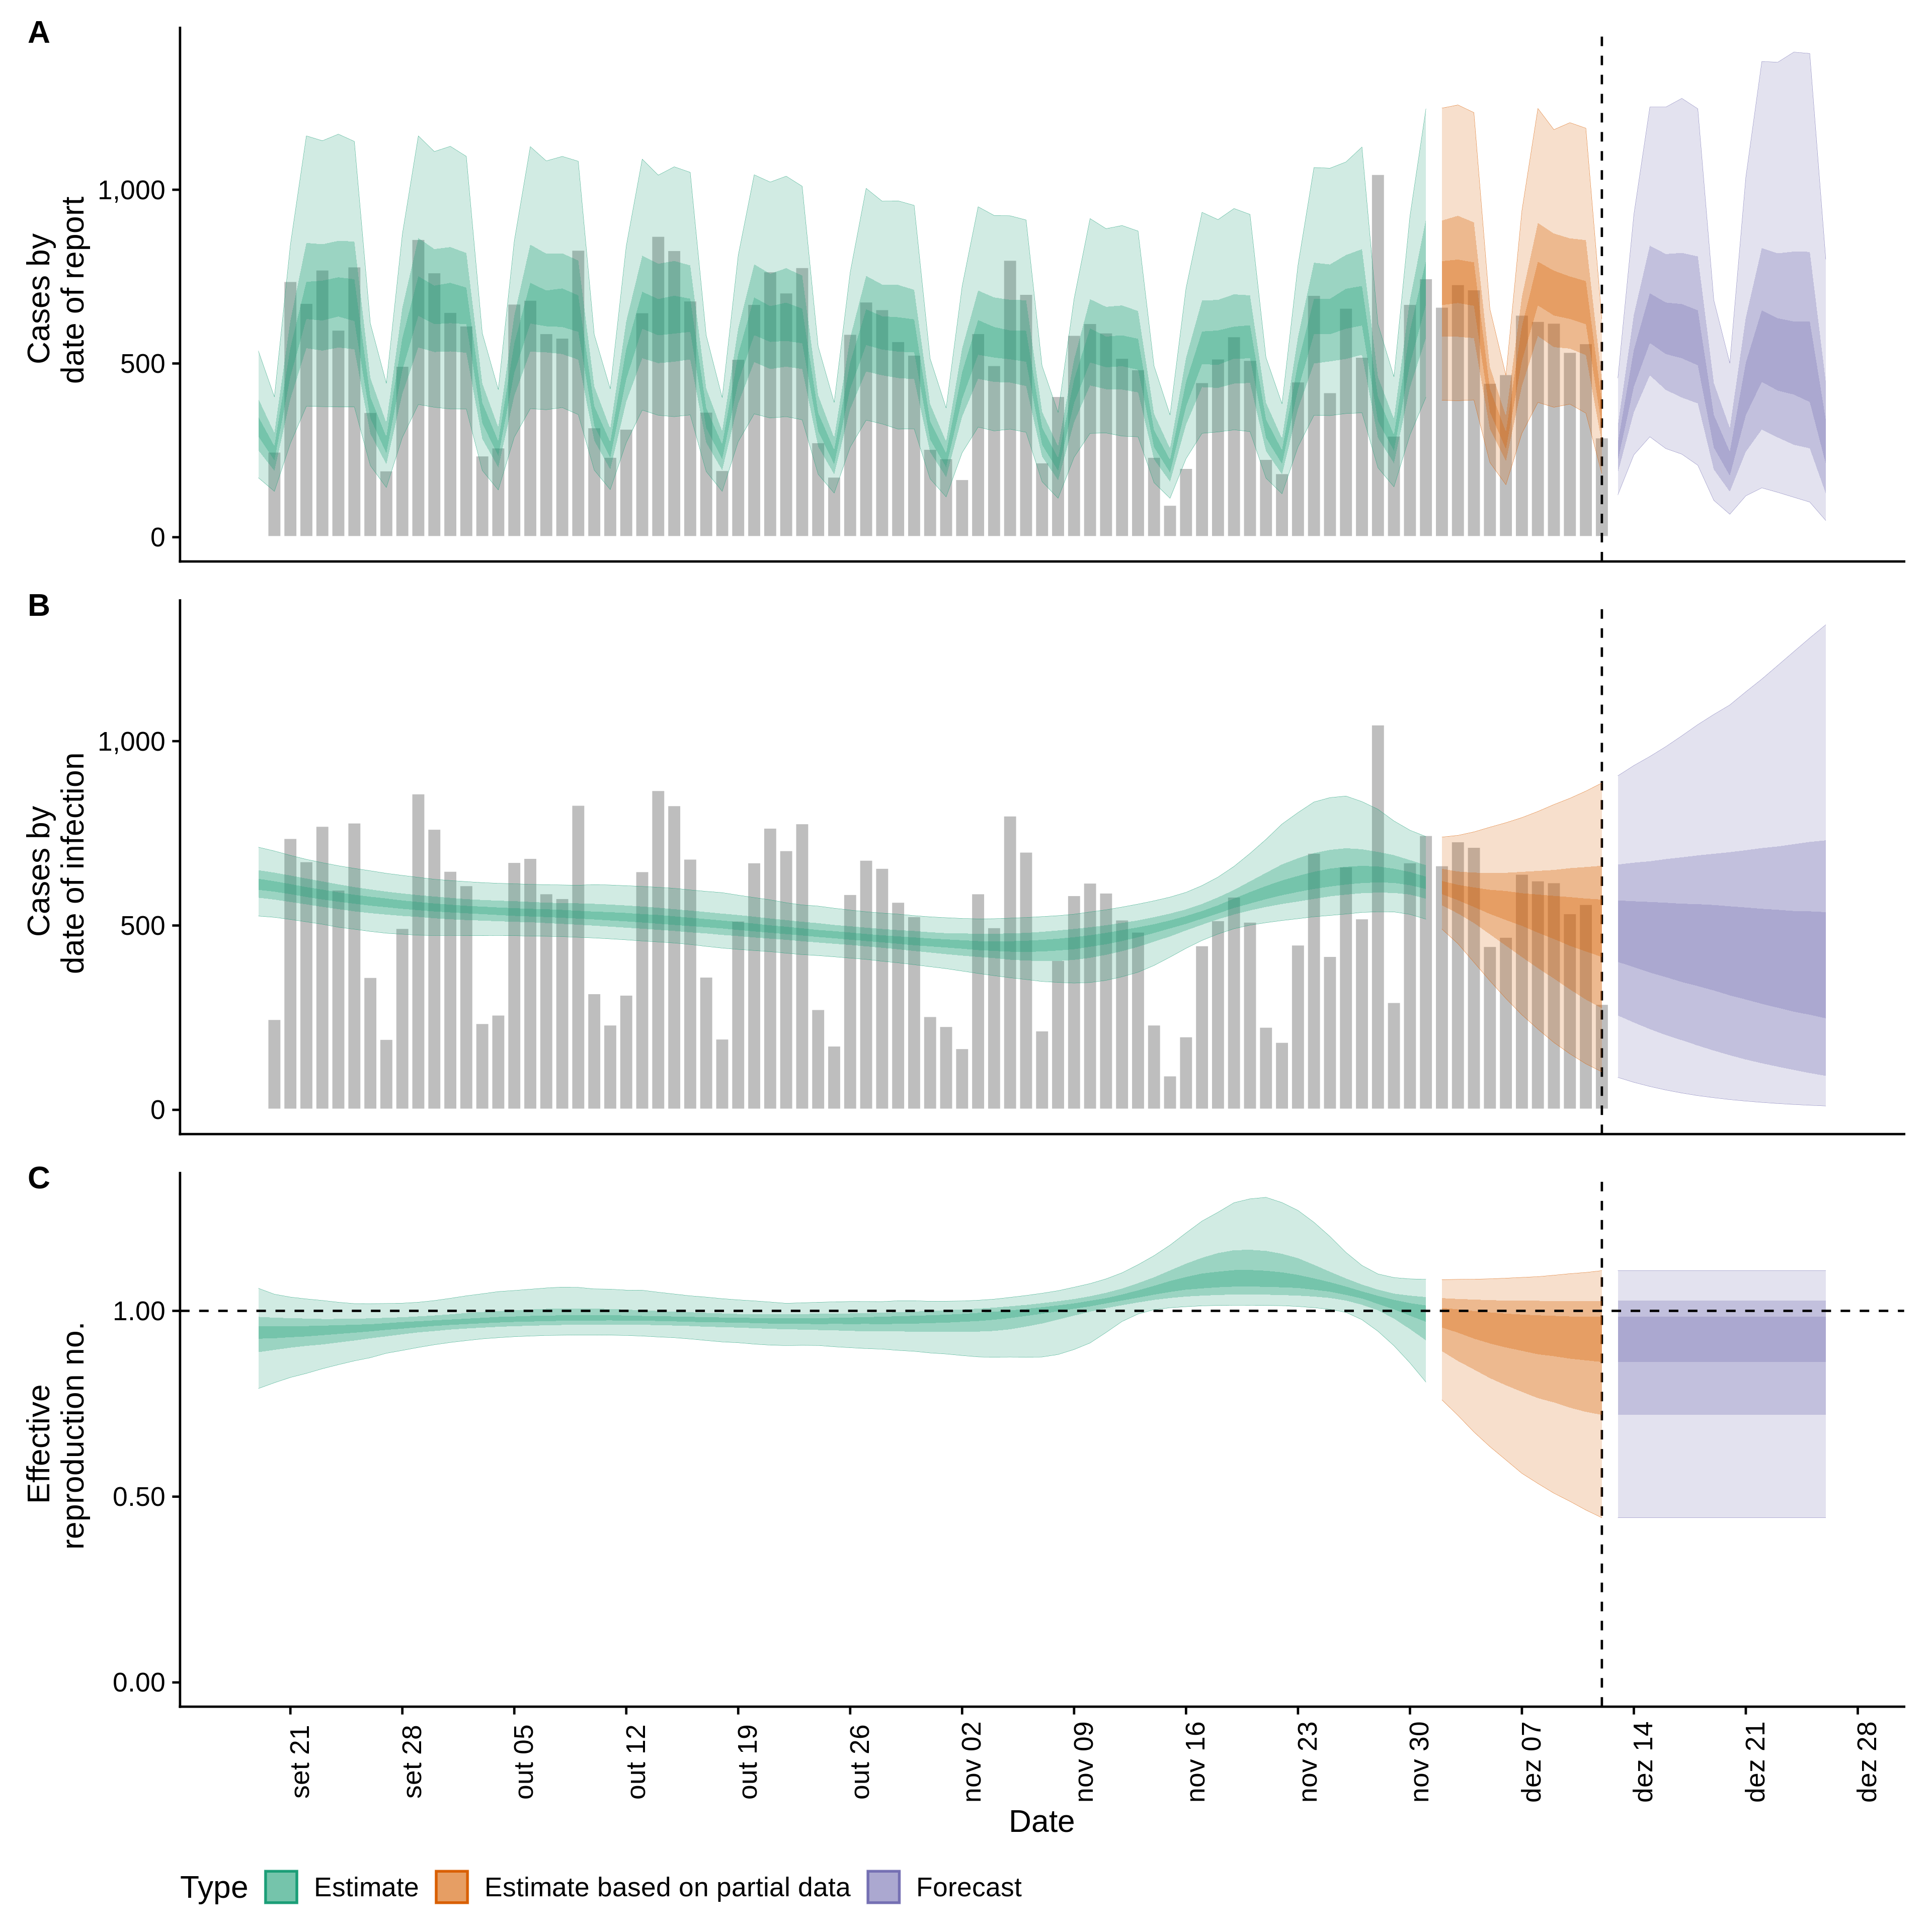 A
Cases by
date of report
1,000
500
0
B
Cases by
date of infection
1,000
500
0
C
Effective
reproduction no.
1.00
0.50
0.00
set 21
set 28
out 05
out 12
out 19
out 26
nov 02
nov 09
nov 16
nov 23
nov 30
dez 07
dez 14
dez 21
dez 28
Date
Type Estimate Estimate based on partial data Forecast